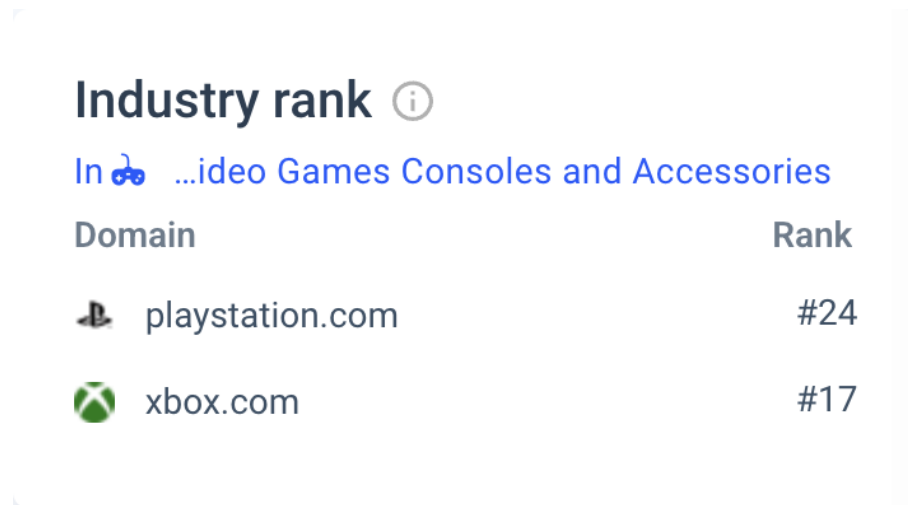 Industry rank
In …ideo Games Consoles and Accessories
Domain Rank
playstation.com #24
xbox.com #17